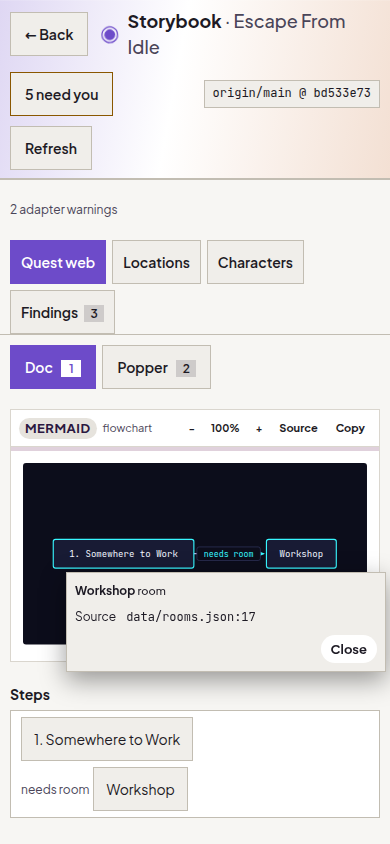 ← Back
Storybook · Escape From
Idle
5 need you
origin/main @ bd533e73
Refresh
2 adapter warnings
Quest web
Locations
Characters
Findings 3
Doc 1
Popper 2
MERMAID flowchart - 100% + Source Copy
1. Somewhere to Work needs room Workshop
Workshop room
Source data/rooms.json:17
Close
Steps
1. Somewhere to Work
needs room Workshop